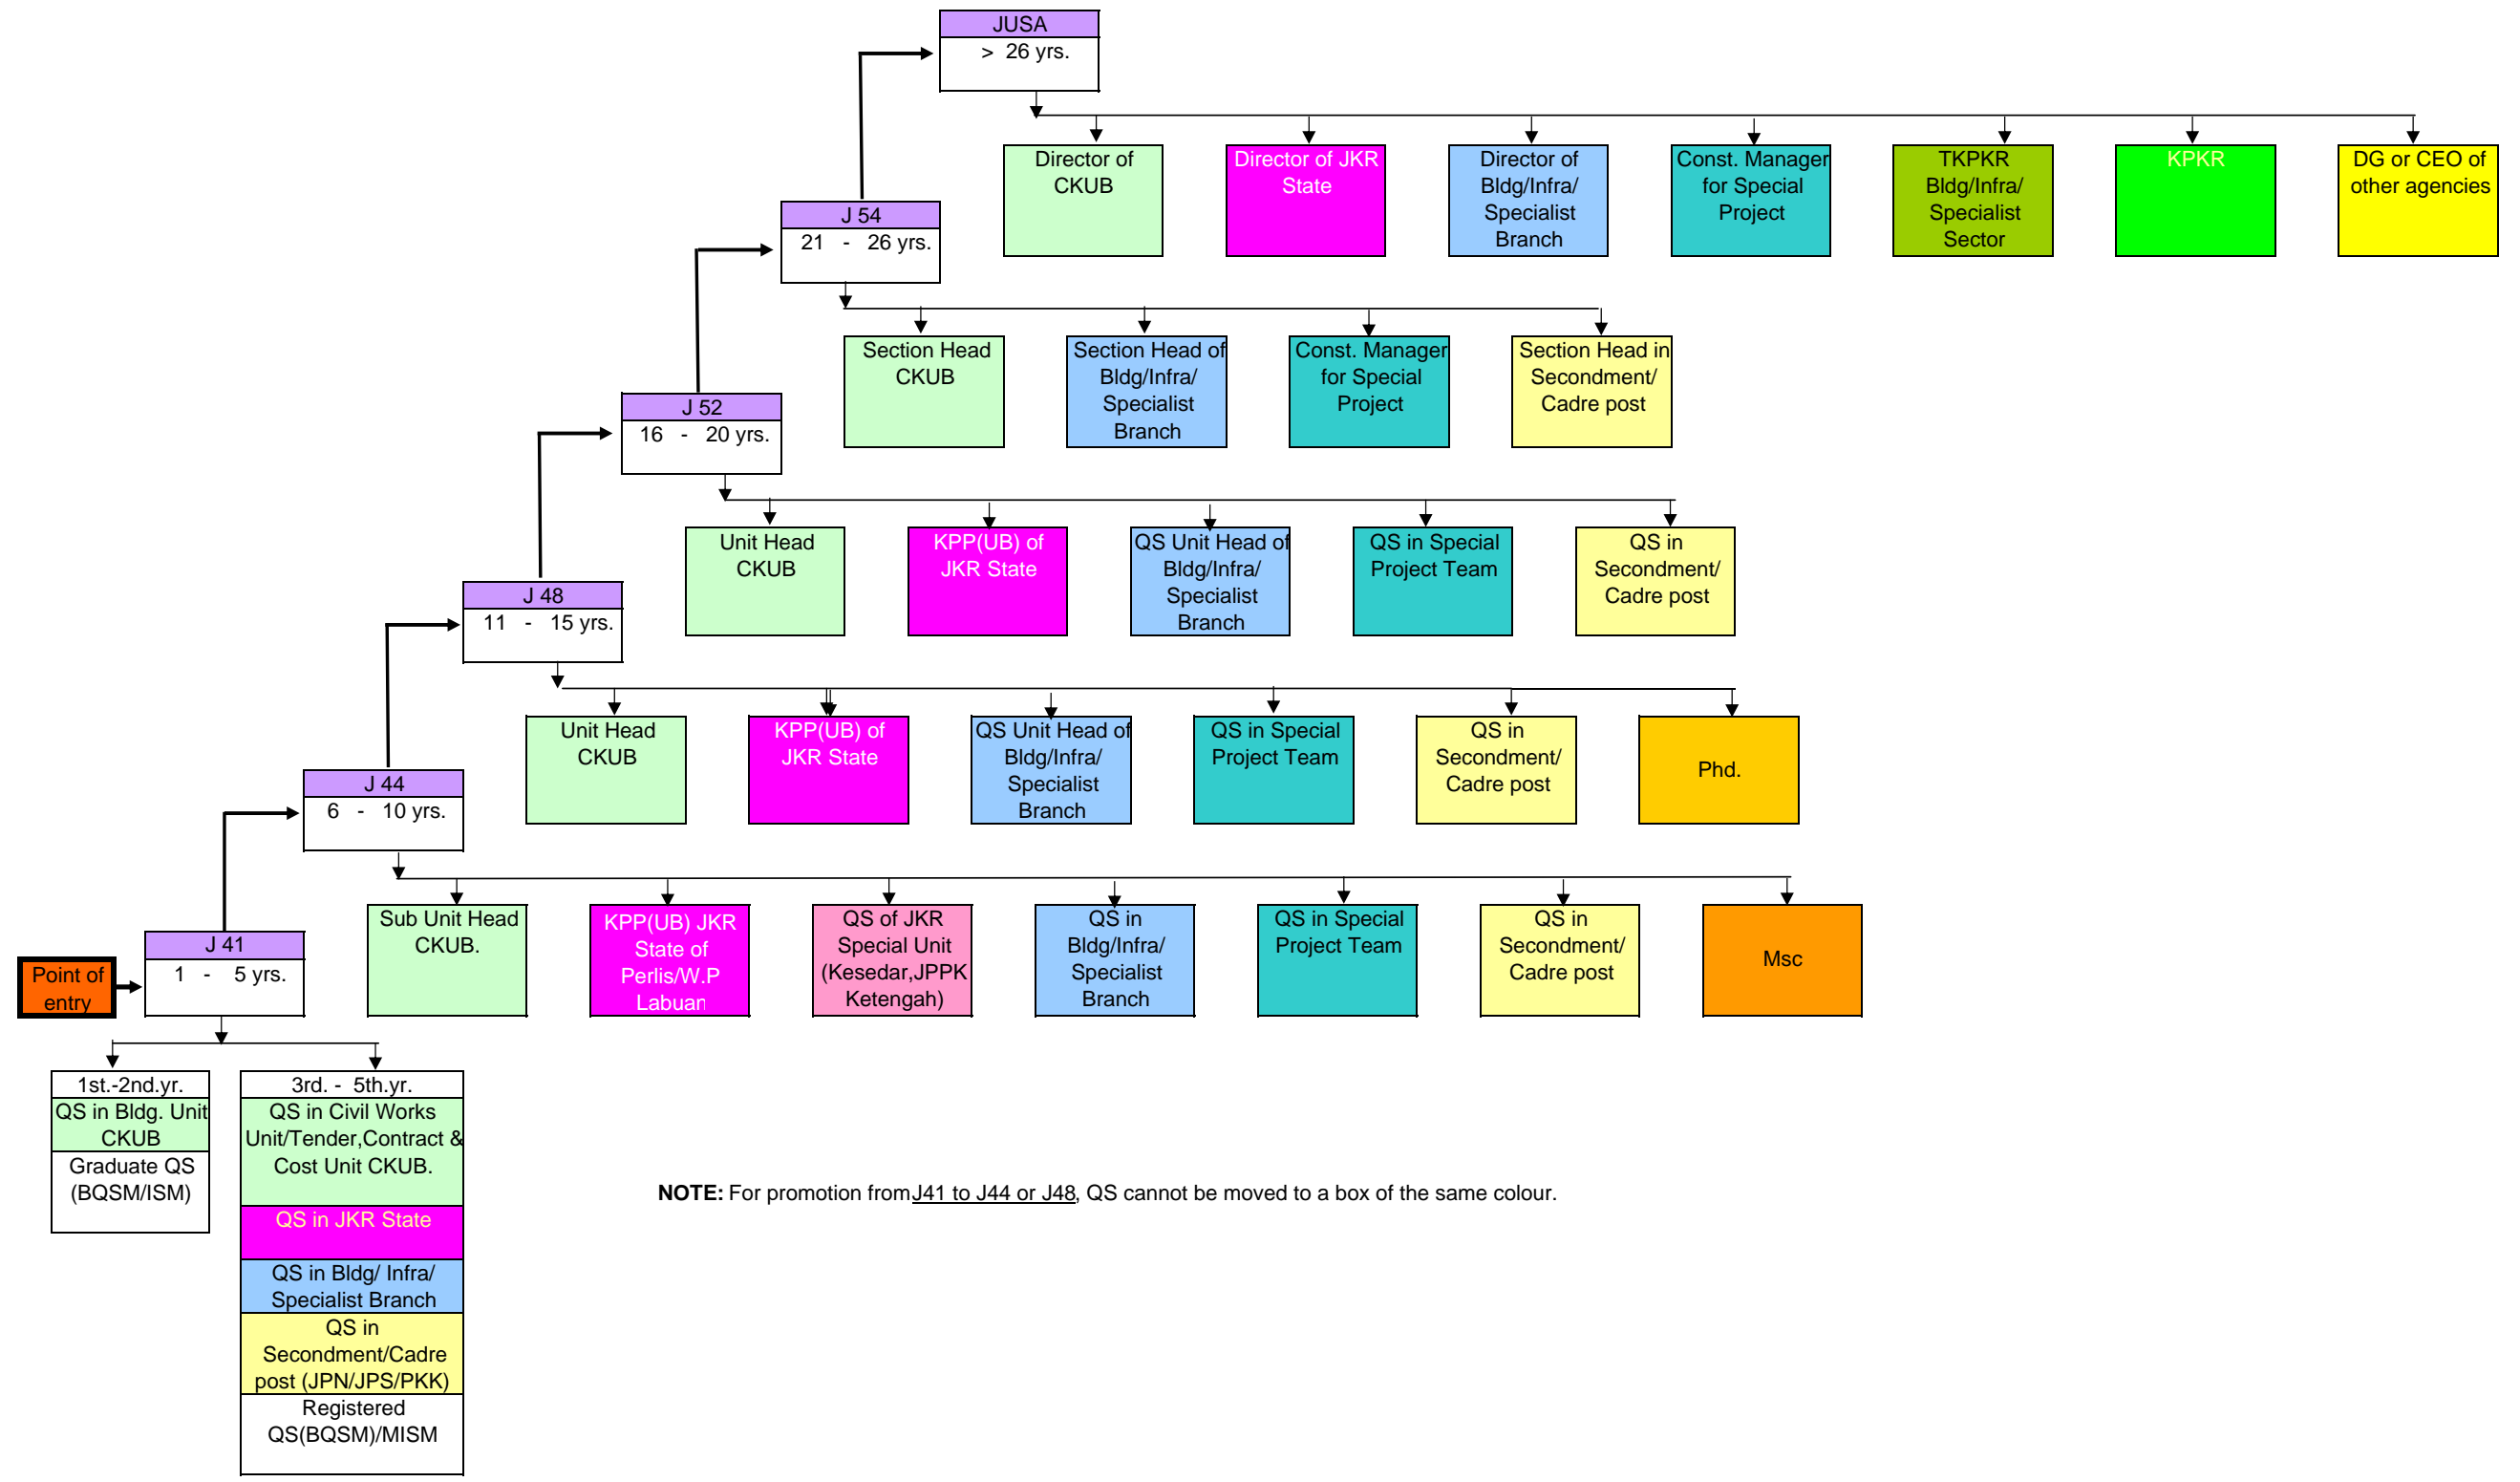 JUSA
> 26 yrs.
Director of
CKUB
Director of JKR
State
Director of
Bldg/Infra/
Specialist
Branch
Const. Manager
for Special
Project
TKPKR
Bldg/Infra/
Specialist
Sector
KPKR
DG or CEO of
other agencies
J 54
21 - 26 yrs.
Section Head
CKUB
Section Head of
Bldg/Infra/
Specialist
Branch
Const. Manager
for Special
Project
Section Head in
Secondment/
Cadre post
J 52
16 - 20 yrs.
Unit Head
CKUB
KPP(UB) of
JKR State
QS Unit Head of
Bldg/Infra/
Specialist
Branch
QS in Special
Project Team
QS in
Secondment/
Cadre post
J 48
11 - 15 yrs.
Unit Head
CKUB
KPP(UB) of
JKR State
QS Unit Head of
Bldg/Infra/
Specialist
Branch
QS in Special
Project Team
QS in
Secondment/
Cadre post
Phd.
J 44
6 - 10 yrs.
Sub Unit Head
CKUB.
KPP(UB) JKR
State of
Perlis/W.P
Labuan
QS of JKR
Special Unit
(Kesedar,JPPK
Ketengah)
QS in
Bldg/Infra/
Specialist
Branch
QS in Special
Project Team
QS in
Secondment/
Cadre post
Msc
J 41
1 - 5 yrs.
Point of
entry
1st.-2nd.yr.
QS in Bldg. Unit
CKUB
Graduate QS
(BQSM/ISM)
3rd. - 5th.yr.
QS in Civil Works
Unit/Tender,Contract &
Cost Unit CKUB.
QS in JKR State
QS in Bldg/ Infra/
Specialist Branch
QS in
Secondment/Cadre
post (JPN/JPS/PKK)
Registered
QS(BQSM)/MISM
NOTE: For promotion from J41 to J44 or J48, QS cannot be moved to a box of the same colour.